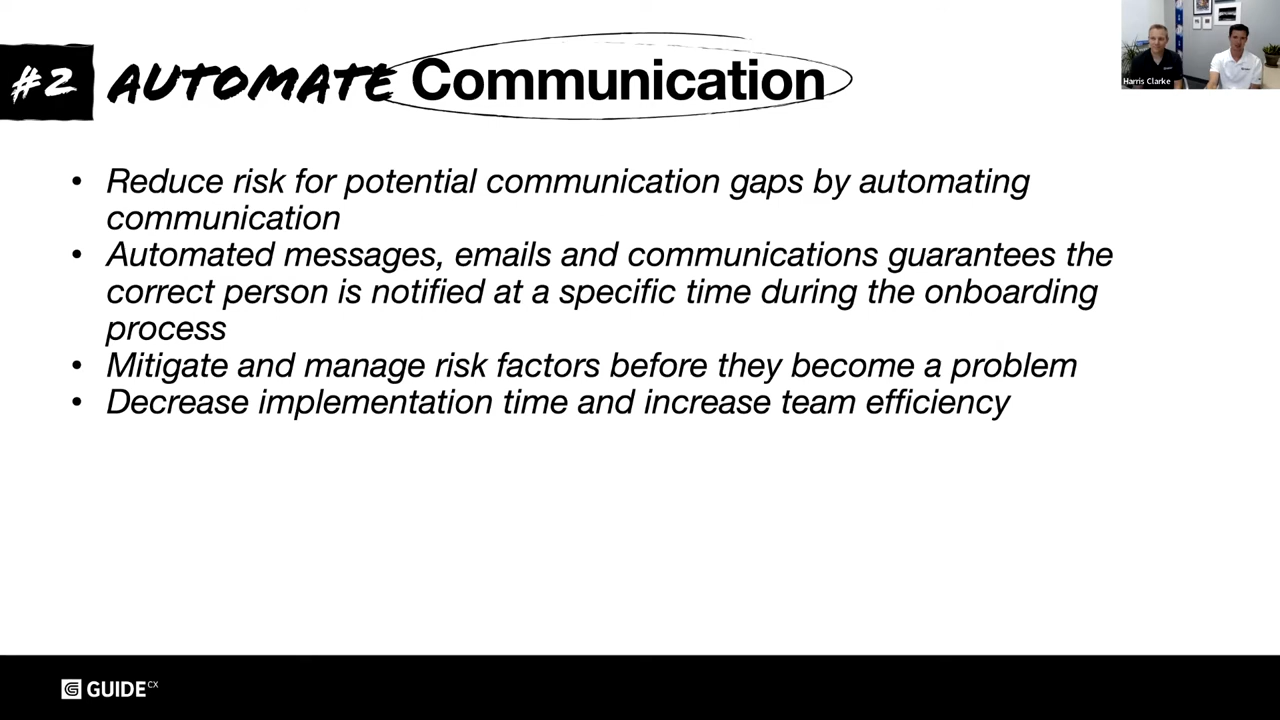 #2 AUTOMATE Communication
Harris Clarke
• Reduce risk for potential communication gaps by automating
communication
• Automated messages, emails and communications guarantees the
correct person is notified at a specific time during the onboarding
process
• Mitigate and manage risk factors before they become a problem
• Decrease implementation time and increase team efficiency
GUIDECX